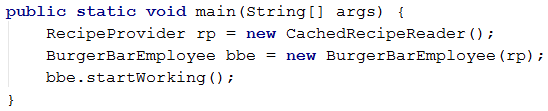 public static void main(String[] args) {
    RecipeProvider rp = new CachedRecipeReader();
    BurgerBarEmployee bbe = new BurgerBarEmployee(rp);
    bbe.startWorking();
}